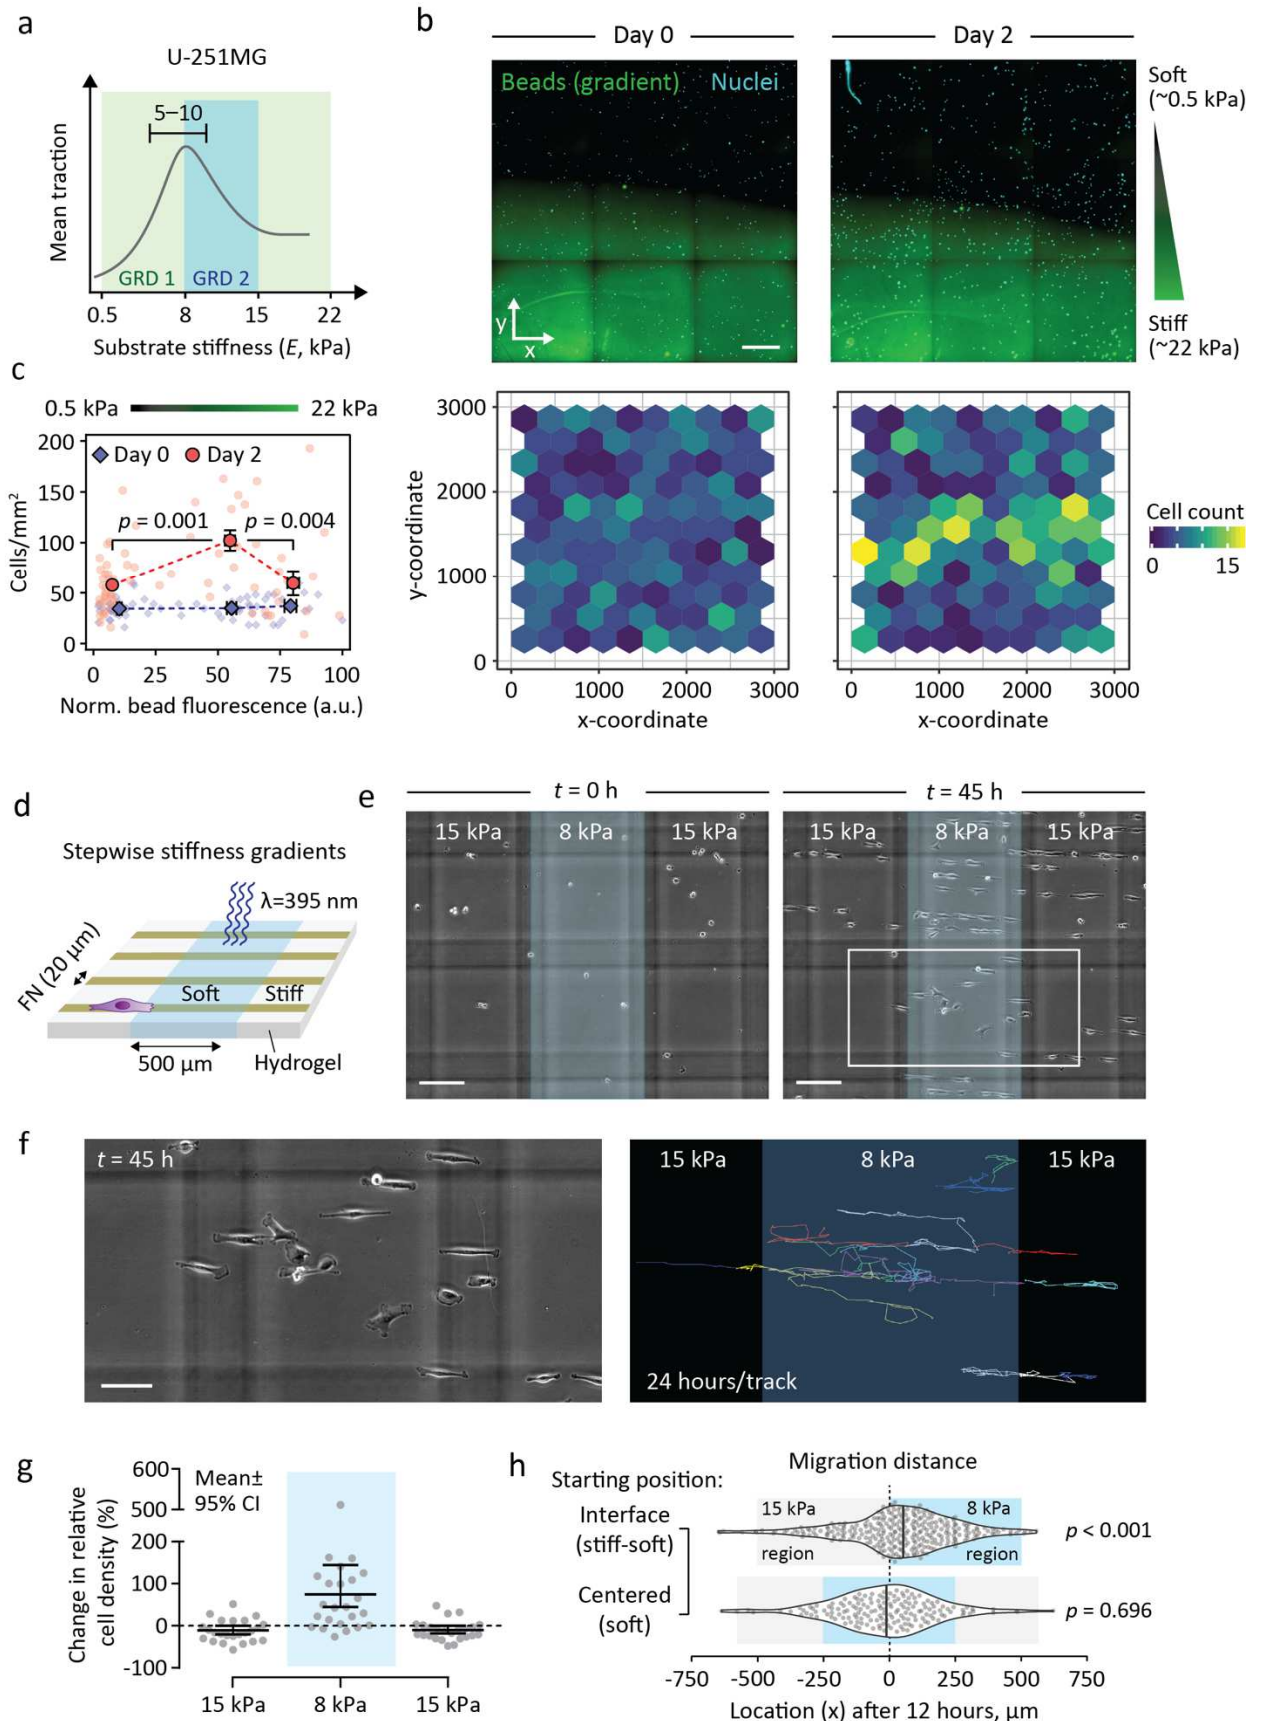 a
U-251MG
5–10
Mean traction
GRD 1
GRD 2
0.5
8
15
22
Substrate stiffness (E, kPa)
b
Day 0
Day 2
Beads (gradient)
Nuclei
y
x
Soft
(~0.5 kPa)
Stiff
(~22 kPa)
3000
2000
1000
0
y-coordinate
0
1000
2000
3000
x-coordinate
0
1000
2000
3000
x-coordinate
Cell count
0
15
c
0.5 kPa
22 kPa
Day 0
Day 2
p = 0.001
p = 0.004
200
150
100
50
0
Cells/mm²
0
25
50
75
100
Norm. bead fluorescence (a.u.)
d
Stepwise stiffness gradients
λ=395 nm
FN (20 µm)
Soft
Stiff
500 µm
Hydrogel
e
t = 0 h
t = 45 h
15 kPa
8 kPa
15 kPa
15 kPa
8 kPa
15 kPa
f
t = 45 h
15 kPa
8 kPa
15 kPa
24 hours/track
g
600
500
200
100
0
-100
Change in relative
cell density (%)
Mean±
95% CI
15 kPa
8 kPa
15 kPa
h
Migration distance
Starting position:
Interface
(stiff-soft)
15 kPa
region
8 kPa
region
p < 0.001
Centered
(soft)
p = 0.696
-750
-500
-250
0
250
500
750
Location (x) after 12 hours, µm